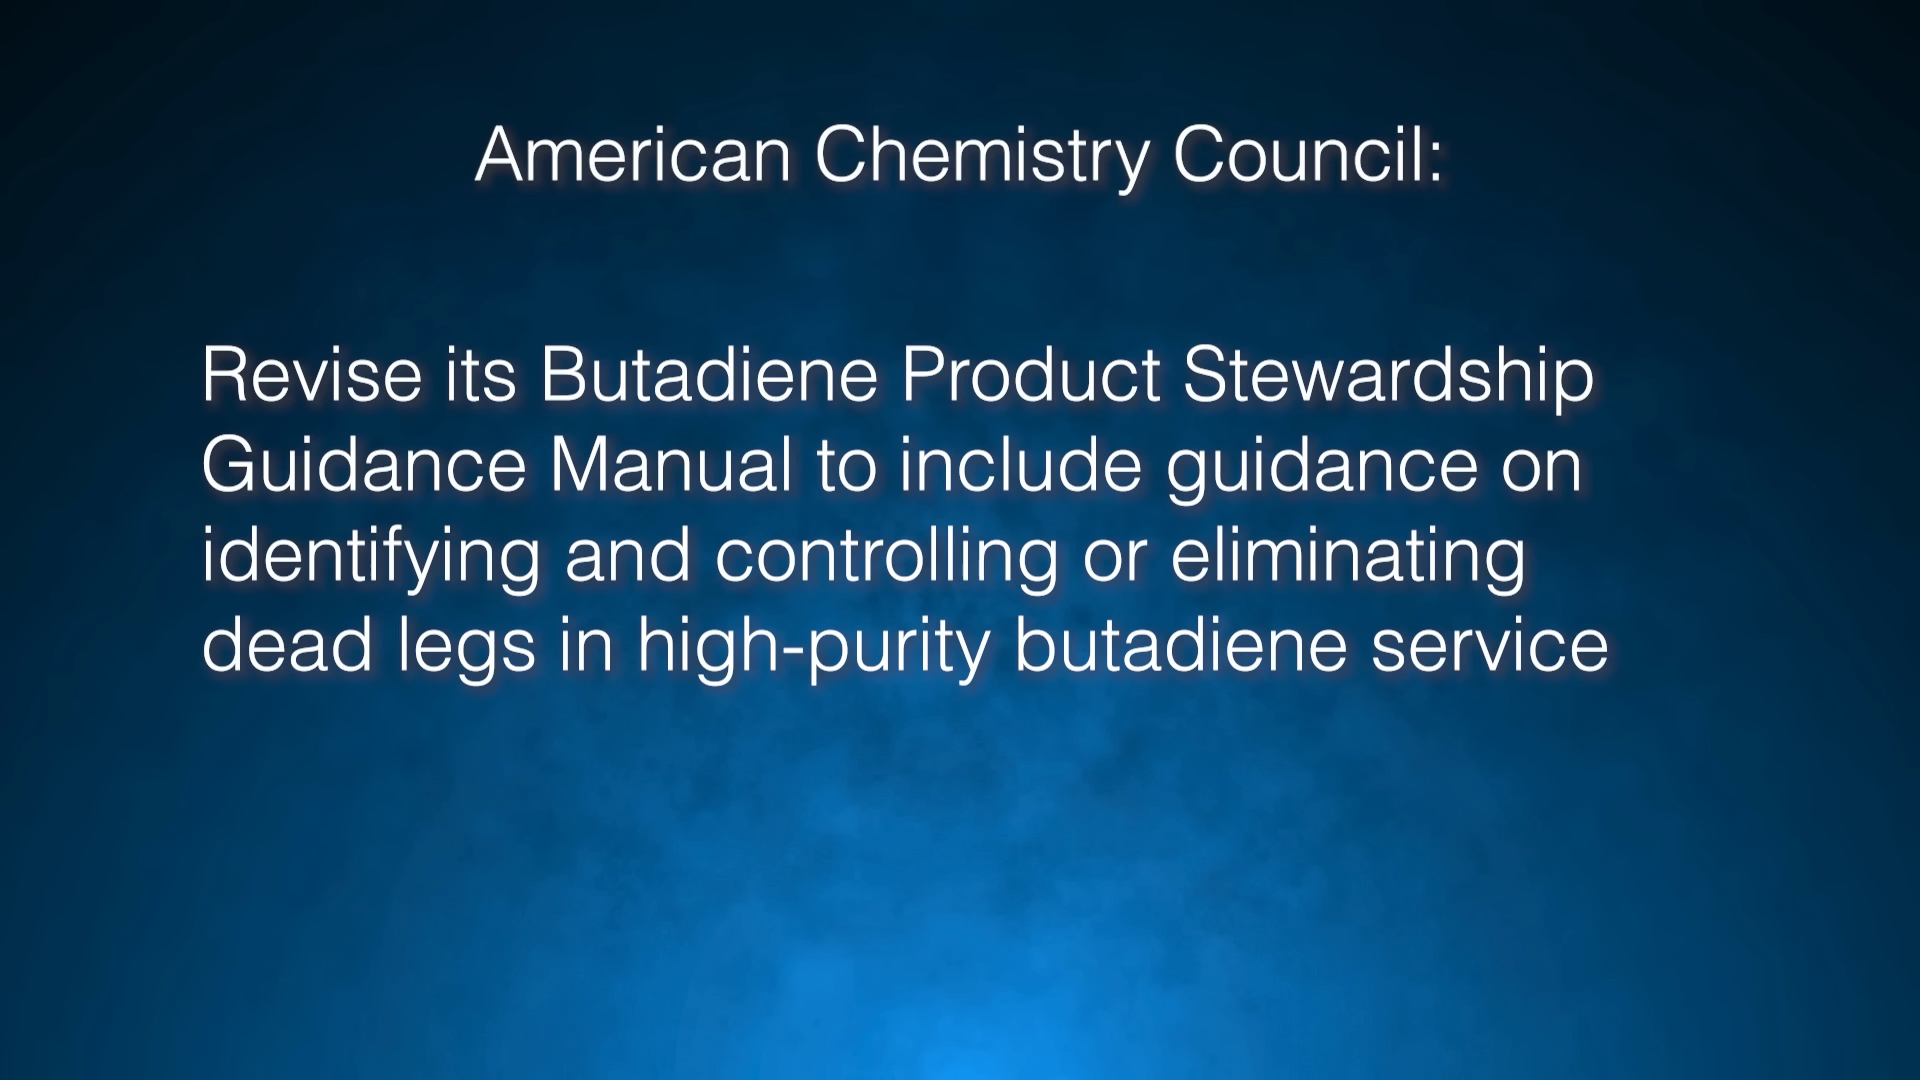 American Chemistry Council:
Revise its Butadiene Product Stewardship
Guidance Manual to include guidance on
identifying and controlling or eliminating
dead legs in high-purity butadiene service